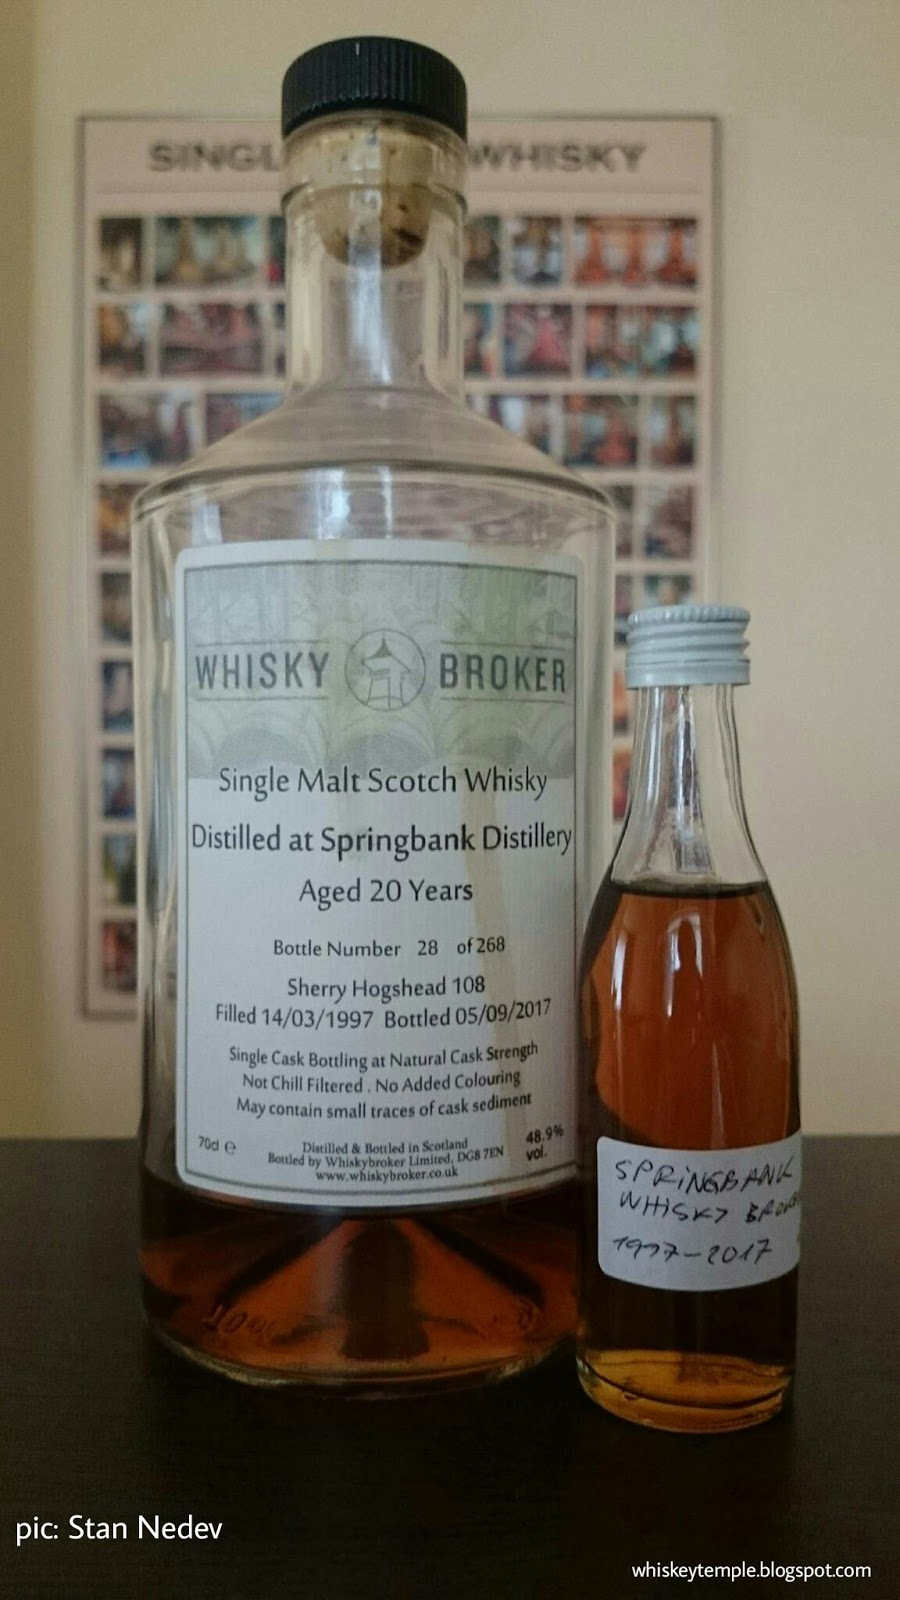 SINGL WHISKY
WHISKY BROKER
Single Malt Scotch Whisky
Distilled at Springbank Distillery
Aged 20 Years
Bottle Number 28 of 268
Sherry Hogshead 108
Filled 14/03/1997 Bottled 05/09/2017
Single Cask Bottling at Natural Cask Strength
Not Chill Filtered . No Added Colouring
May contain small traces of cask sediment
70cl e
Distilled & Bottled in Scotland
Bottled by Whiskybroker Limited, DG8 7EN
www.whiskybroker.co.uk
48.9%
vol.
SPRINGBANK
WHISKY BROK
1997-2017
pic: Stan Nedev
whiskeytemple.blogspot.com